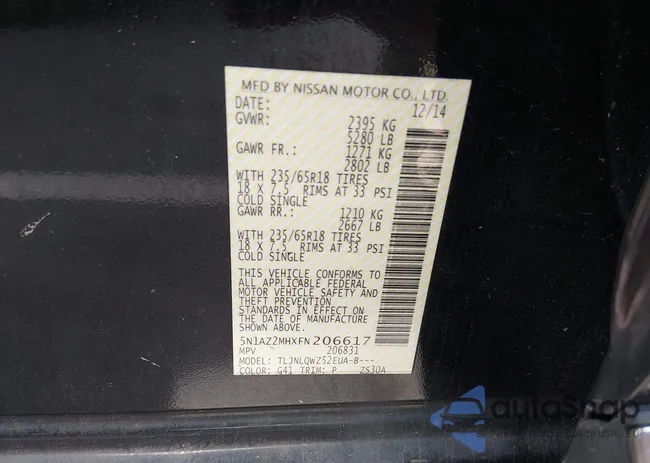 MFD BY NISSAN MOTOR CO., LTD.
DATE: 12/14
GVWR: 2395 KG
5280 LB
GAWR FR.: 1271 KG
2802 LB
WITH 235/65R18 TIRES
18 X 7.5 RIMS AT 33 PSI
COLD SINGLE
GAWR RR.: 1210 KG
2667 LB
WITH 235/65R18 TIRES
18 X 7.5 RIMS AT 33 PSI
COLD SINGLE
THIS VEHICLE CONFORMS TO
ALL APPLICABLE FEDERAL
MOTOR VEHICLE SAFETY AND
THEFT PREVENTION
STANDARDS IN EFFECT ON
THE DATE OF MANUFACTURE
SHOWN ABOVE.
5N1AZ2MHXFN206617
MPV 206831
MODEL: TLJNLQWZ52EUA-B---
COLOR: G41 TRIM: P ZS30A
autoShap